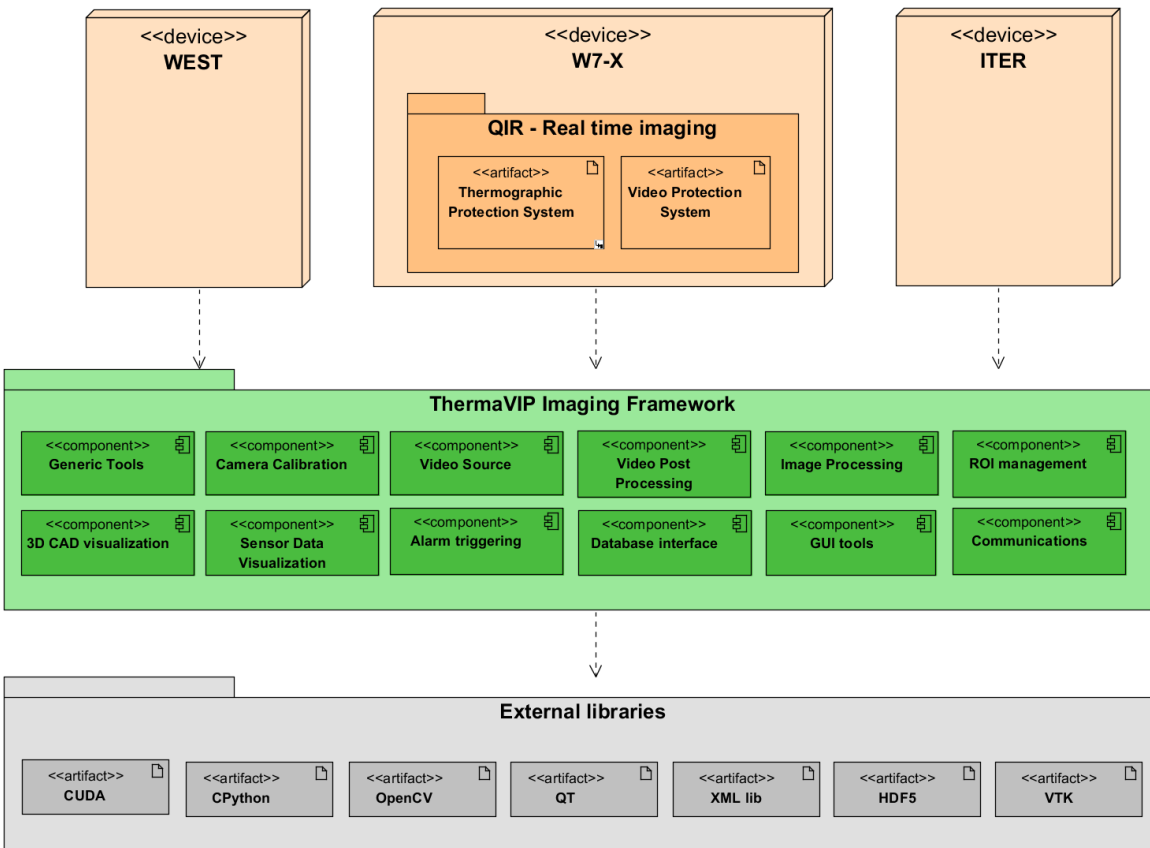 <<device>>
WEST
<<device>>
W7-X
QIR - Real time imaging
<<artifact>>
Thermographic
Protection System
<<artifact>>
Video Protection
System
<<device>>
ITER
ThermaVIP Imaging Framework
<<component>>
Generic Tools
<<component>>
Camera Calibration
<<component>>
Video Source
<<component>>
Video Post
Processing
<<component>>
Image Processing
<<component>>
ROI management
<<component>>
3D CAD visualization
<<component>>
Sensor Data
Visualization
<<component>>
Alarm triggering
<<component>>
Database interface
<<component>>
GUI tools
<<component>>
Communications
External libraries
<<artifact>>
CUDA
<<artifact>>
CPython
<<artifact>>
OpenCV
<<artifact>>
QT
<<artifact>>
XML lib
<<artifact>>
HDF5
<<artifact>>
VTK